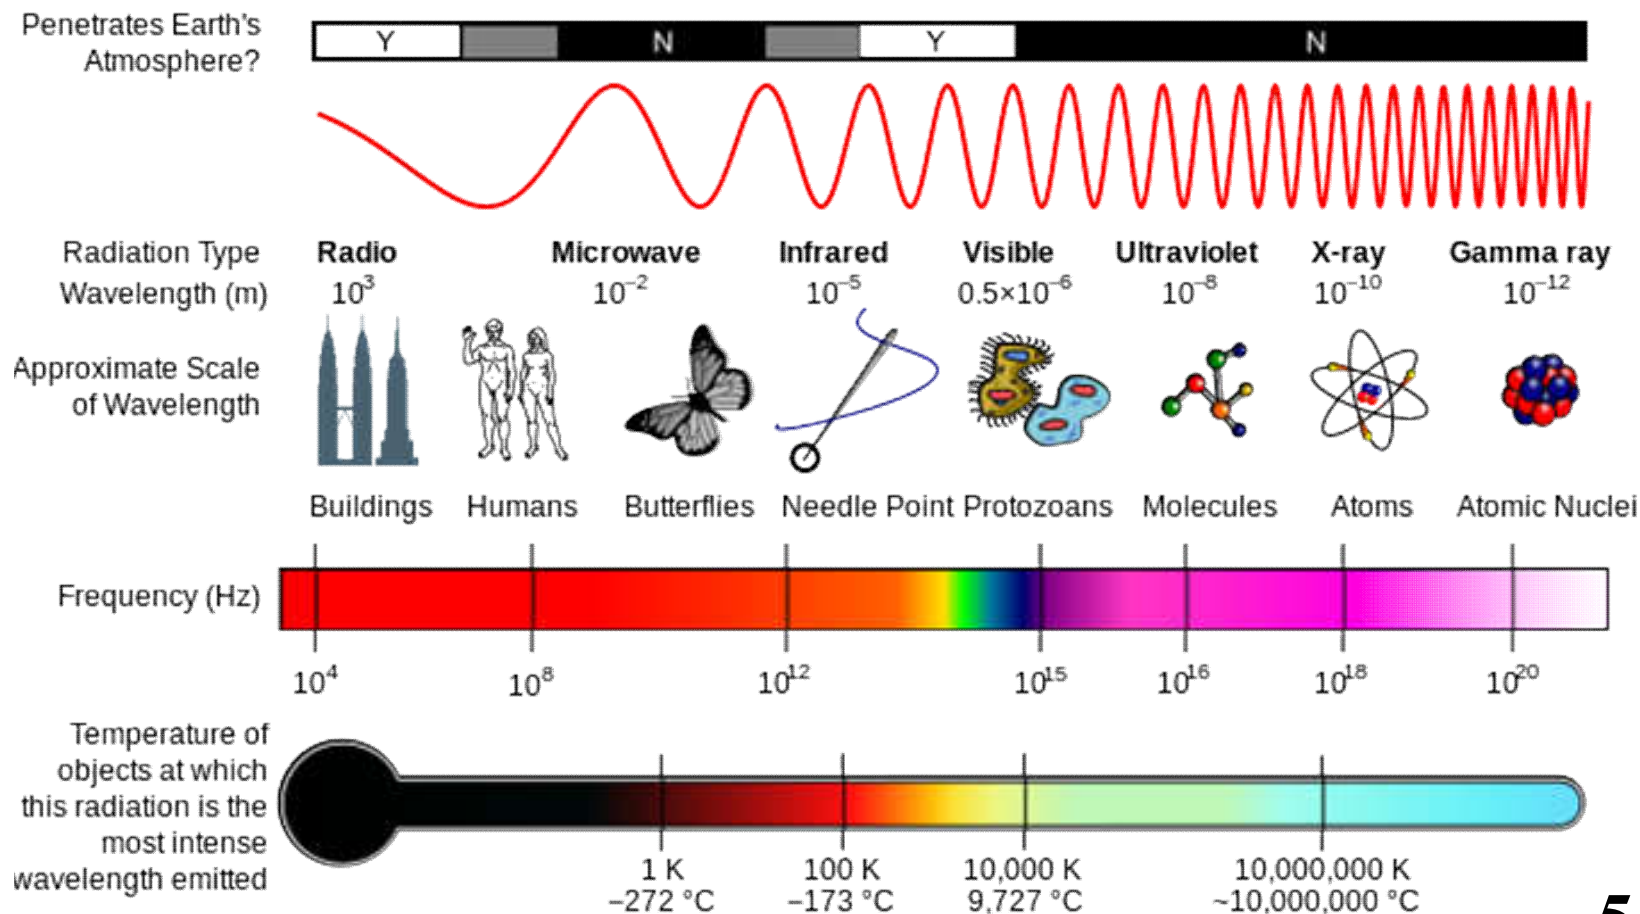 Penetrates Earth's
Atmosphere?
Y N Y N
Radiation Type
Radio Microwave Infrared Visible Ultraviolet X-ray Gamma ray
Wavelength (m)
10³ 10⁻² 10⁻⁵ 0.5×10⁻⁶ 10⁻⁸ 10⁻¹⁰ 10⁻¹²
Approximate Scale
of Wavelength
Buildings Humans Butterflies Needle Point Protozoans Molecules Atoms Atomic Nuclei
Frequency (Hz)
10⁴ 10⁸ 10¹² 10¹⁵ 10¹⁶ 10¹⁸ 10²⁰
Temperature of
objects at which
this radiation is the
most intense
wavelength emitted
1 K 100 K 10,000 K 10,000,000 K
−272 °C −173 °C 9,727 °C ~10,000,000 °C
5